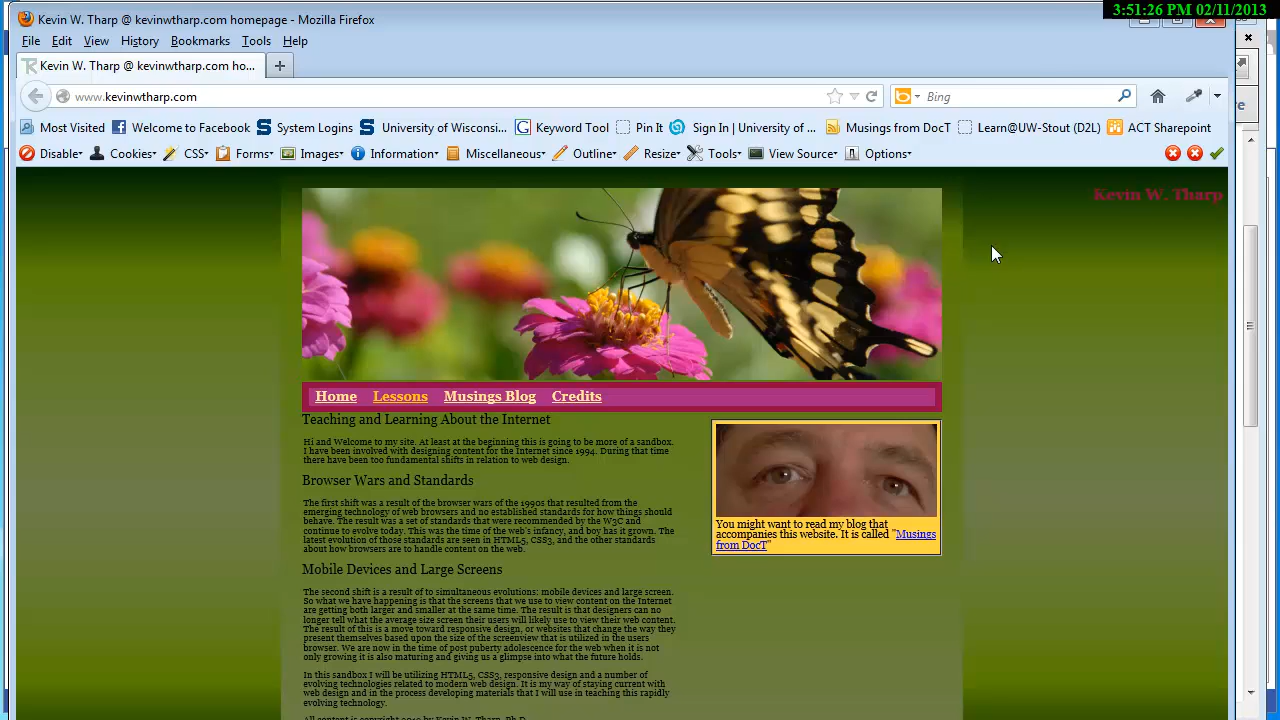 3:51:26 PM 02/11/2013
Kevin W. Tharp @ kevinwtharp.com homepage - Mozilla Firefox
File Edit View History Bookmarks Tools Help
Kevin W. Tharp @ kevinwtharp.com ho...
www.kevinwtharp.com
Bing
Most Visited Welcome to Facebook System Logins University of Wisconsi... Keyword Tool Pin It Sign In | University of ... Musings from DocT Learn@UW-Stout (D2L) ACT Sharepoint
Disable Cookies CSS Forms Images Information Miscellaneous Outline Resize Tools View Source Options
Kevin W. Tharp
Home Lessons Musings Blog Credits
Teaching and Learning About the Internet
Hi and Welcome to my site. At least at the beginning this is going to be more of a sandbox.
I have been involved with designing content for the Internet since 1994. During that time
there have been too fundamental shifts in relation to web design.
Browser Wars and Standards
The first shift was a result of the browser wars of the 1990s that resulted from the
emerging technology of web browsers and no established standards for how things should
behave. The result was a set of standards that were recommended by the W3C and
continue to evolve today. This was the time of the web's infancy, and boy has it grown. The
latest evolution of those standards are seen in HTML5, CSS3, and the other standards
about how browsers are to handle content on the web.
Mobile Devices and Large Screens
The second shift is a result of to simultaneous evolutions: mobile devices and large screen.
So what we have happening is that the screens that we use to view content on the Internet
are getting both larger and smaller at the same time. The result is that designers can no
longer tell what the average size screen their users will likely use to view their web content.
The result of this is a move toward responsive design, or websites that change the way they
present themselves based upon the size of the screenview that is utilized in the users
browser. We are now in the time of post puberty adolescence for the web when it is not
only growing it is also maturing and giving us a glimpse into what the future holds.
In this sandbox I will be utilizing HTML5, CSS3, responsive design and a number of
evolving technologies related to modern web design. It is my way of staying current with
web design and in the process developing materials that I will use in teaching this rapidly
evolving technology.
All content is copyright by Kevin W. Tharp, Ph.D.
You might want to read my blog that
accompanies this website. It is called "Musings
from DocT"